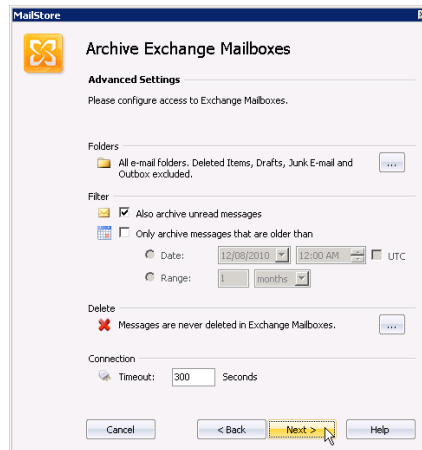 MailStore
Archive Exchange Mailboxes
Advanced Settings
Please configure access to Exchange Mailboxes.
Folders
All e-mail folders. Deleted Items, Drafts, Junk E-mail and
Outbox excluded.
...
Filter
Also archive unread messages
Only archive messages that are older than
Date: 12/08/2010 12:00 AM UTC
Range: 1 months
Delete
Messages are never deleted in Exchange Mailboxes.
...
Connection
Timeout: 300 Seconds
Cancel < Back Next > Help